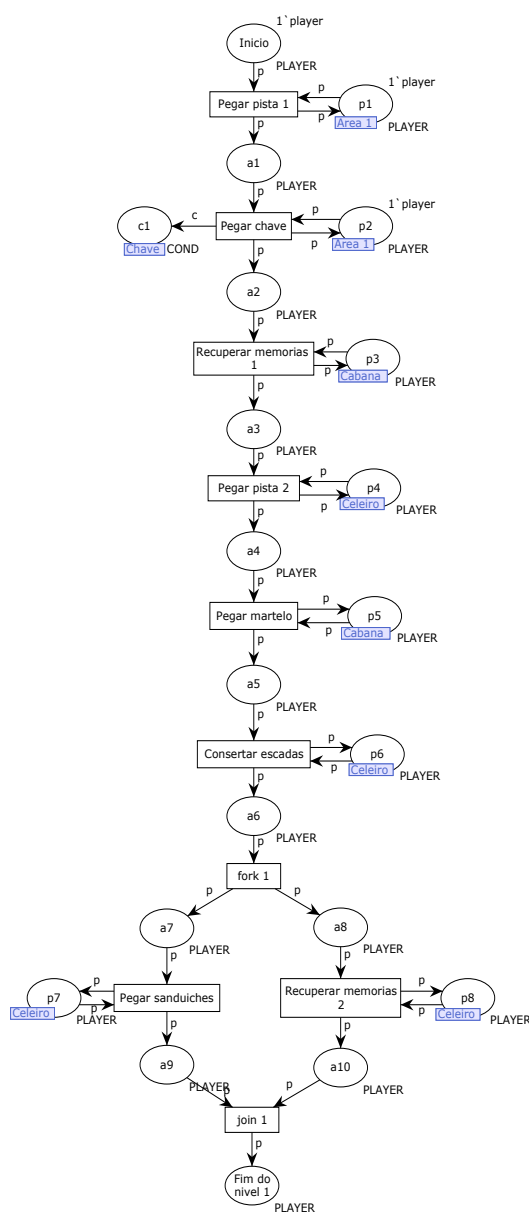 1`player
Inicio
p PLAYER
Pegar pista 1
p
p
p1
1`player
Area 1
PLAYER
p
a1
p PLAYER
c1
c
Chave COND
Pegar chave
p
p
p2
1`player
Area 1
PLAYER
p
a2
p PLAYER
Recuperar memorias
1
p
p
p3
Cabana
PLAYER
p
a3
p PLAYER
Pegar pista 2
p
p
p4
Celeiro
PLAYER
p
a4
p PLAYER
Pegar martelo
p
p
p5
Cabana
PLAYER
p
a5
p PLAYER
Consertar escadas
p
p
p6
Celeiro
PLAYER
p
a6
p PLAYER
fork 1
p
p
a7
p PLAYER
a8
p PLAYER
p7
Celeiro
PLAYER
p
p
Pegar sanduiches
Recuperar memorias
2
p
p
p8
Celeiro
PLAYER
p
p
a9
PLAYER
p
a10
PLAYER
p
join 1
p
Fim do
nivel 1
PLAYER